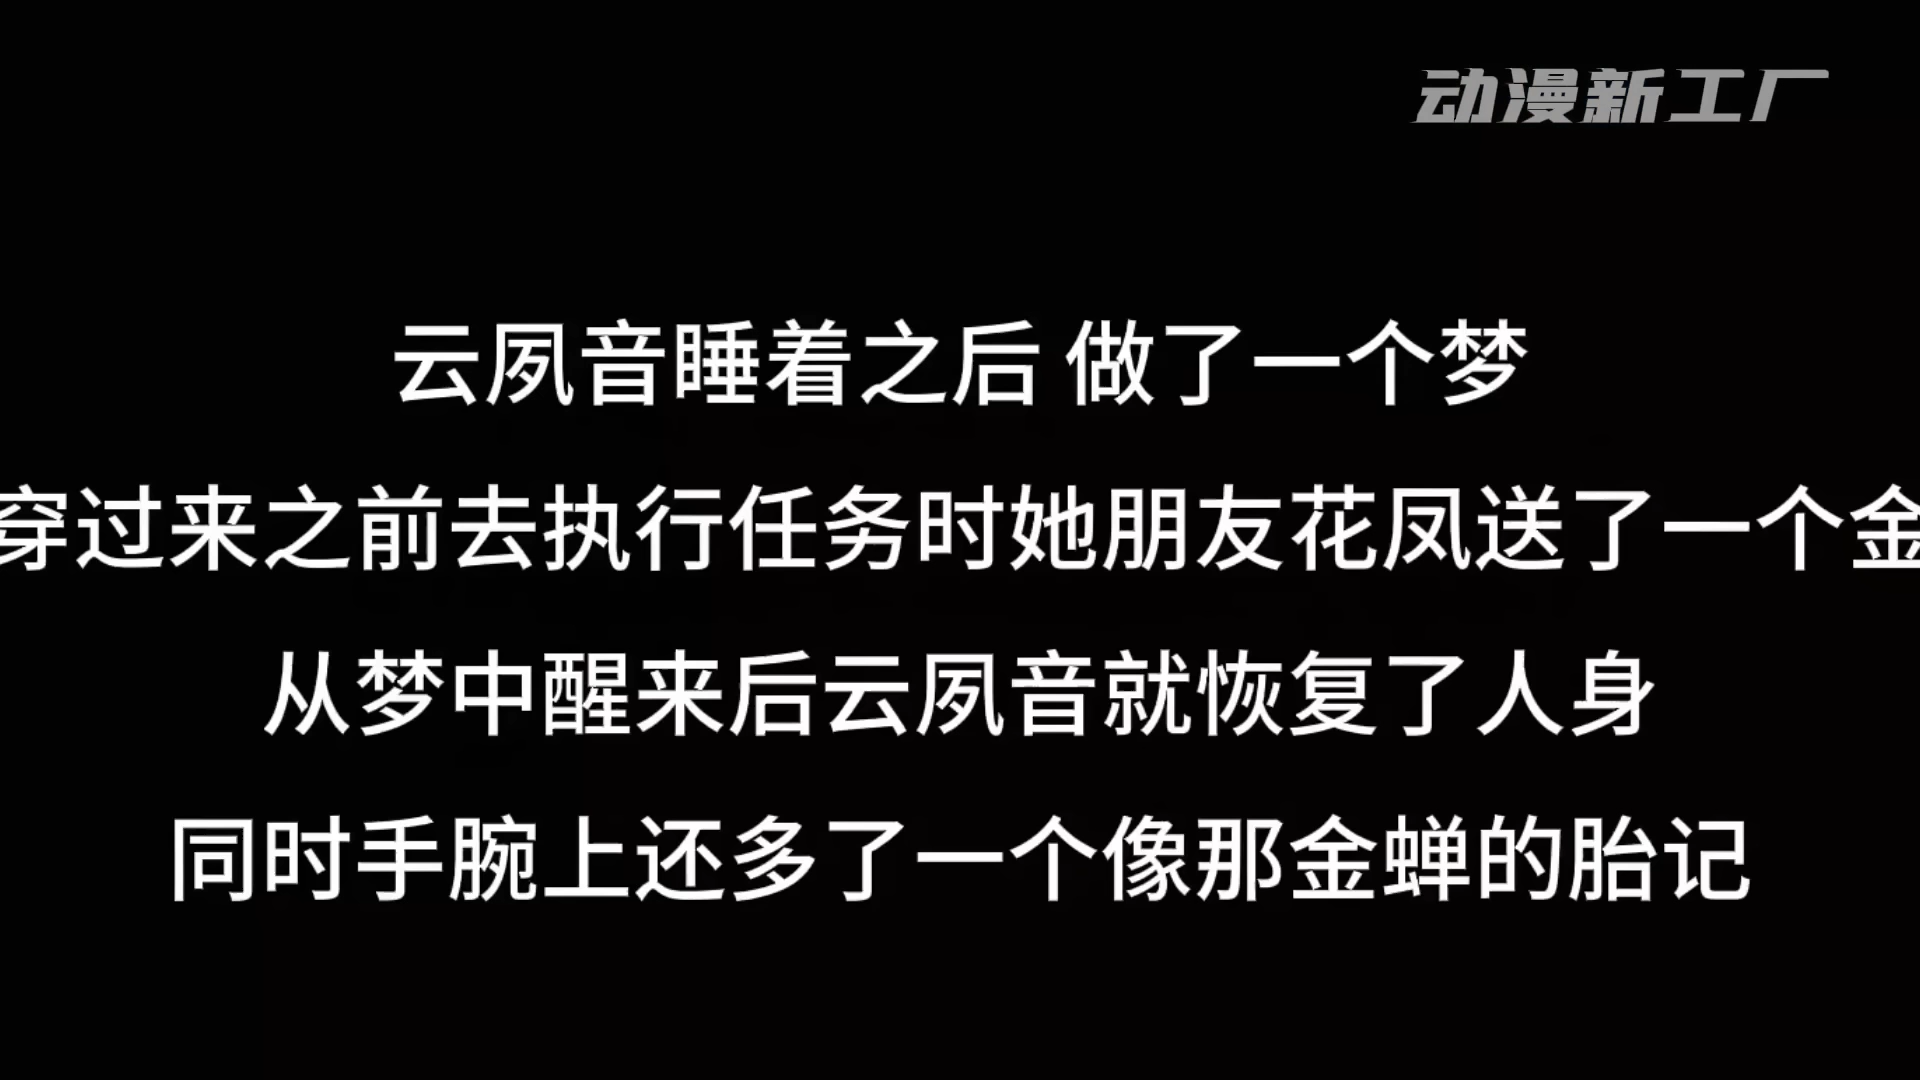 动漫新工厂
云夙音睡着之后 做了一个梦
穿过来之前去执行任务时她朋友花凤送了一个金
从梦中醒来后云夙音就恢复了人身
同时手腕上还多了一个像那金蝉的胎记